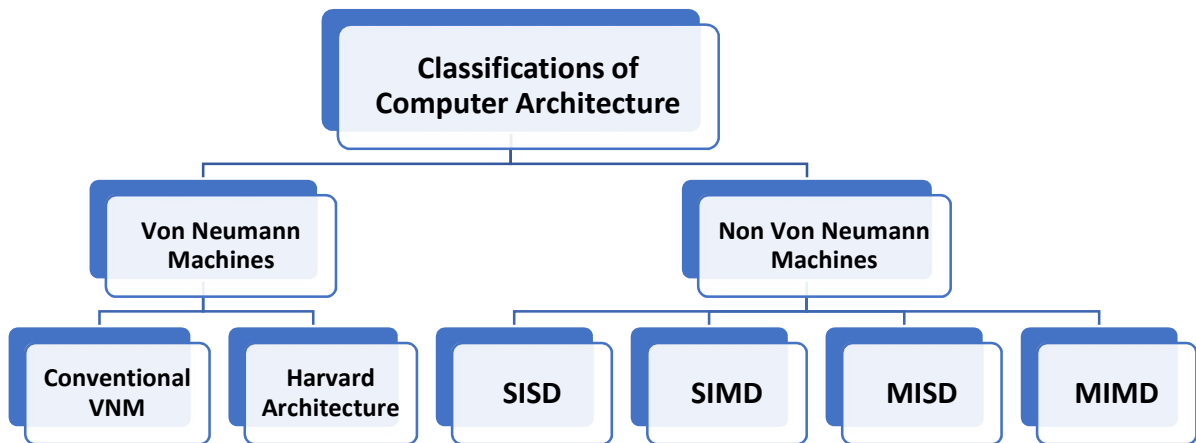 Classifications of
Computer Architecture
Von Neumann
Machines
Non Von Neumann
Machines
Conventional
VNM
Harvard
Architecture
SISD
SIMD
MISD
MIMD